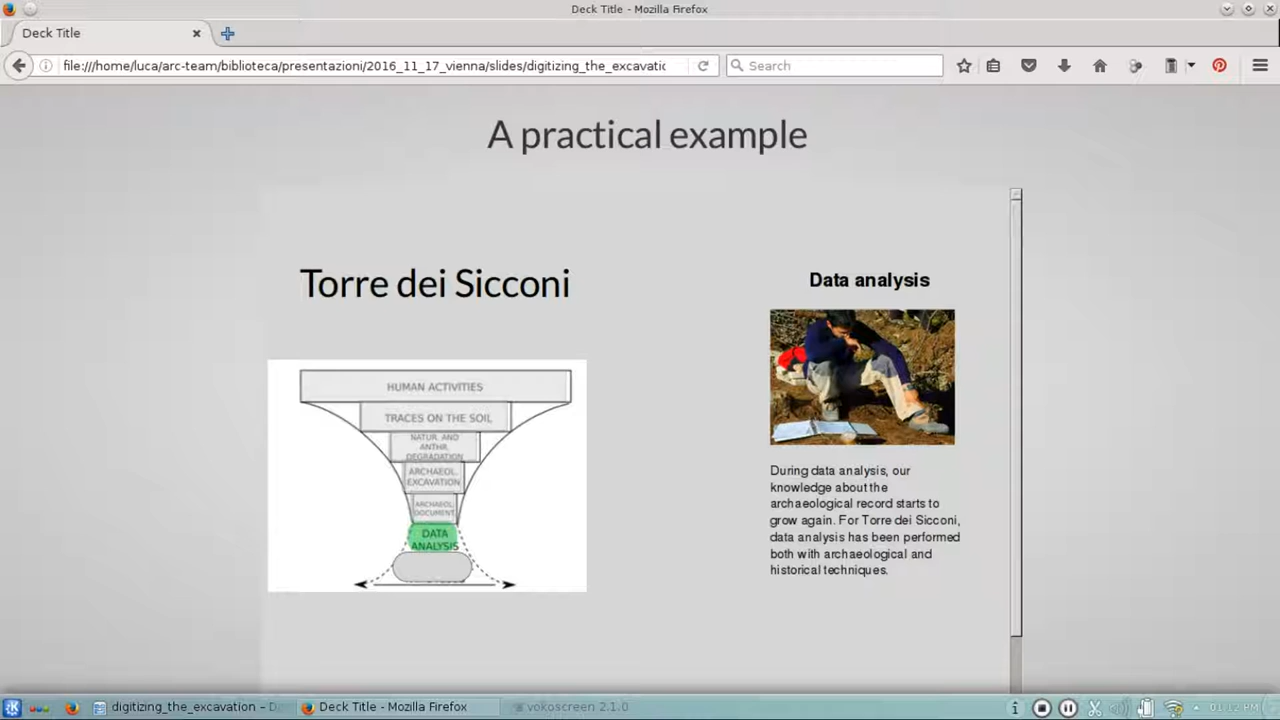 Deck Title - Mozilla Firefox
Deck Title
file:///home/luca/arc-team/biblioteca/presentazioni/2016_11_17_vienna/slides/digitizing_the_excavatio
Search
A practical example
Torre dei Sicconi
HUMAN ACTIVITIES
TRACES ON THE SOIL
NATUR. AND
ANTHR.
DEGRADATION
ARCHAEOL.
EXCAVATION
ARCHAEOL.
DOCUMENT.
DATA
ANALYSIS
Data analysis
During data analysis, our
knowledge about the
archaeological record starts to
grow again. For Torre dei Sicconi,
data analysis has been performed
both with archaeological and
historical techniques.
digitizing_the_excavation – D
Deck Title - Mozilla Firefox
vokoscreen 2.1.0
01:12 PM